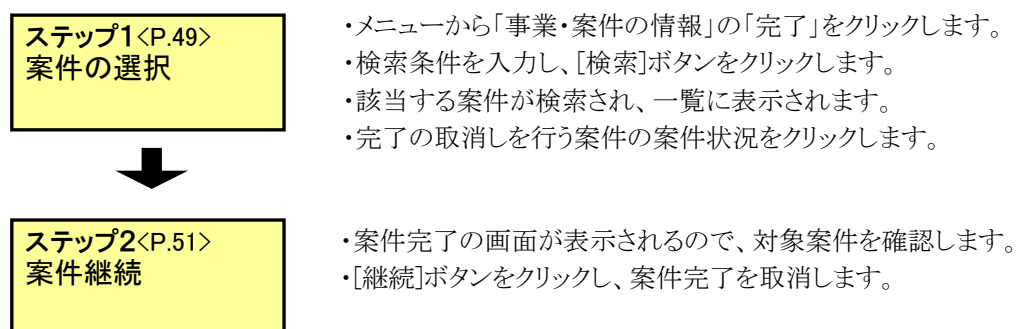 ステップ1<P.49>
案件の選択
・メニューから「事業・案件の情報」の「完了」をクリックします。
・検索条件を入力し、[検索]ボタンをクリックします。
・該当する案件が検索され、一覧に表示されます。
・完了の取消しを行う案件の案件状況をクリックします。
ステップ2<P.51>
案件継続
・案件完了の画面が表示されるので、対象案件を確認します。
・[継続]ボタンをクリックし、案件完了を取消します。